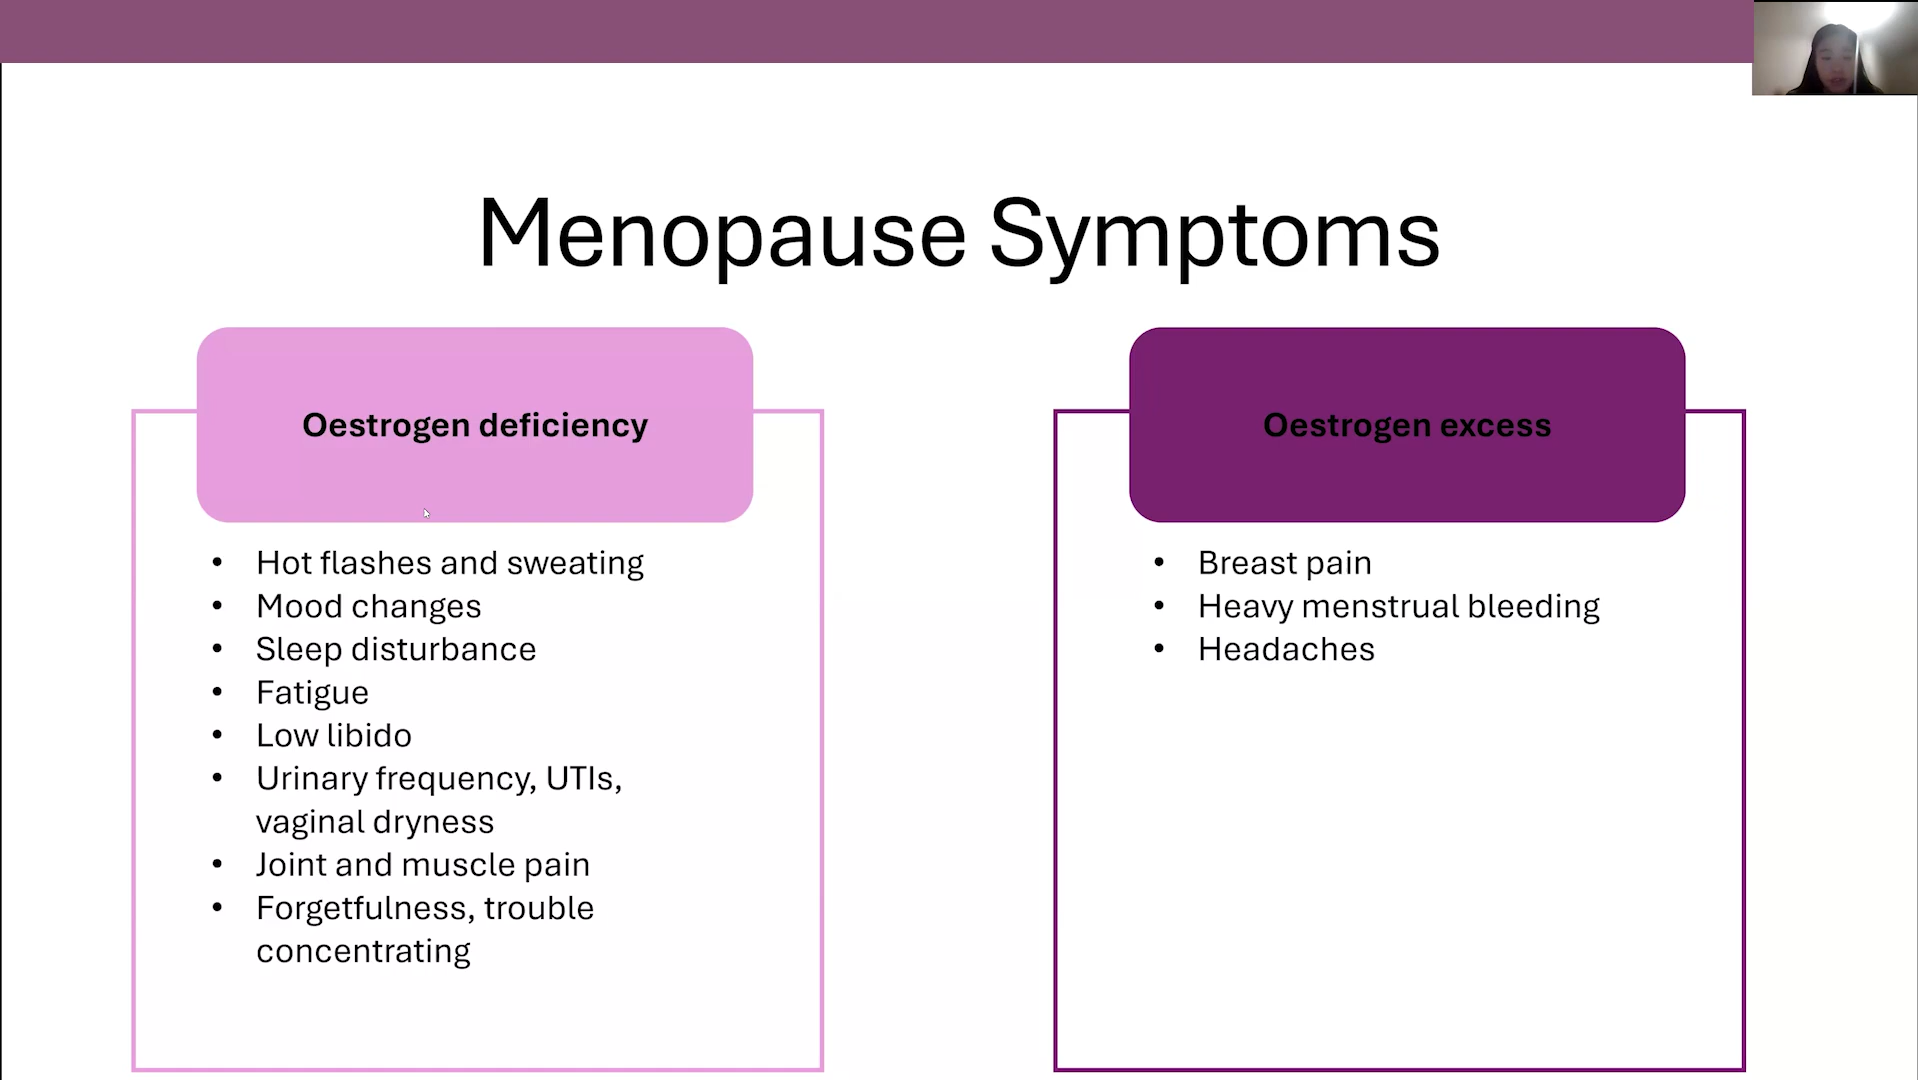 Menopause Symptoms
Oestrogen deficiency
• Hot flashes and sweating
• Mood changes
• Sleep disturbance
• Fatigue
• Low libido
• Urinary frequency, UTIs,
vaginal dryness
• Joint and muscle pain
• Forgetfulness, trouble
concentrating
Oestrogen excess
• Breast pain
• Heavy menstrual bleeding
• Headaches